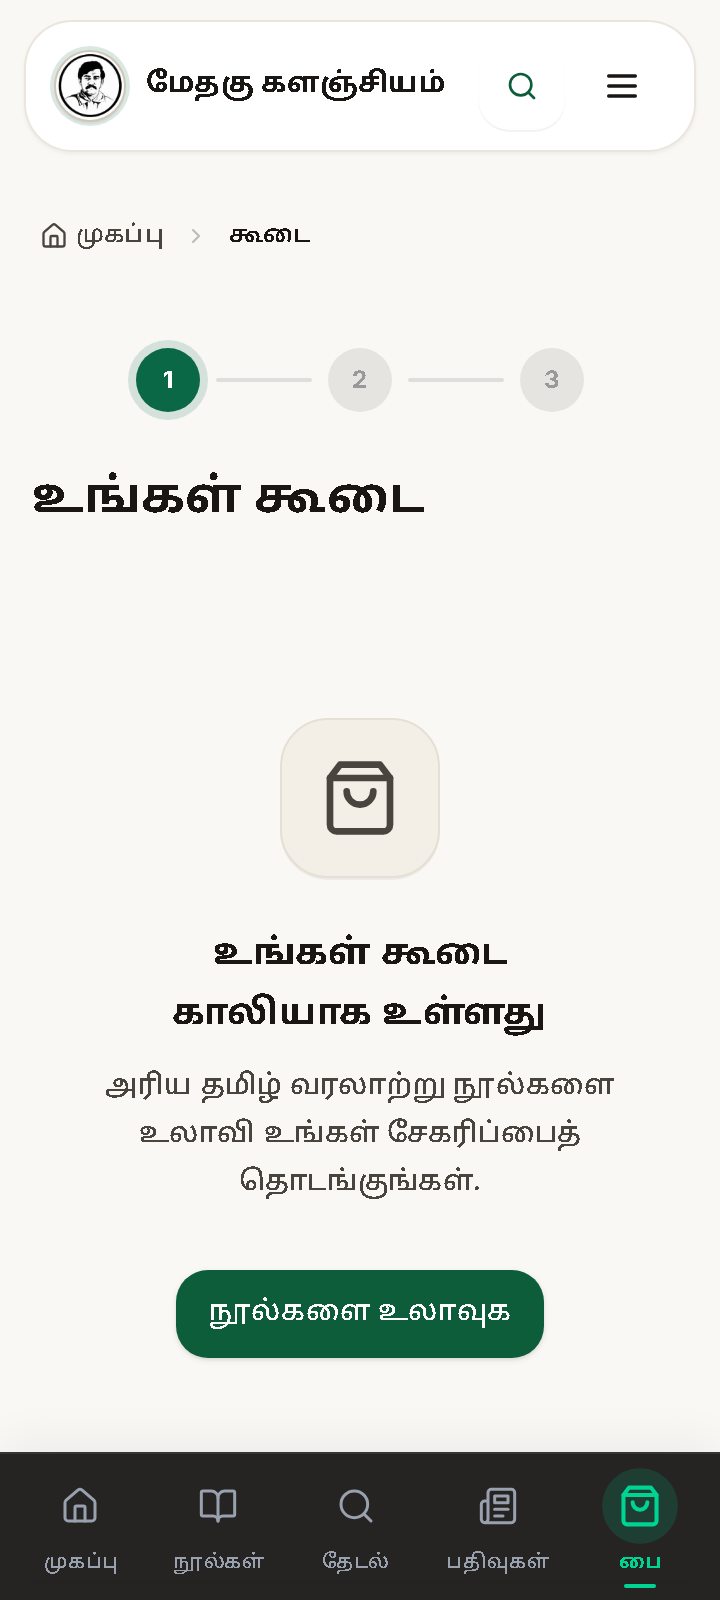 மேதகு களஞ்சியம்
முகப்பு > கூடை
1 2 3
உங்கள் கூடை
உங்கள் கூடை
காலியாக உள்ளது
அரிய தமிழ் வரலாற்று நூல்களை
உலாவி உங்கள் சேகரிப்பைத்
தொடங்குங்கள்.
நூல்களை உலாவுக
முகப்பு நூல்கள் தேடல் பதிவுகள் பை